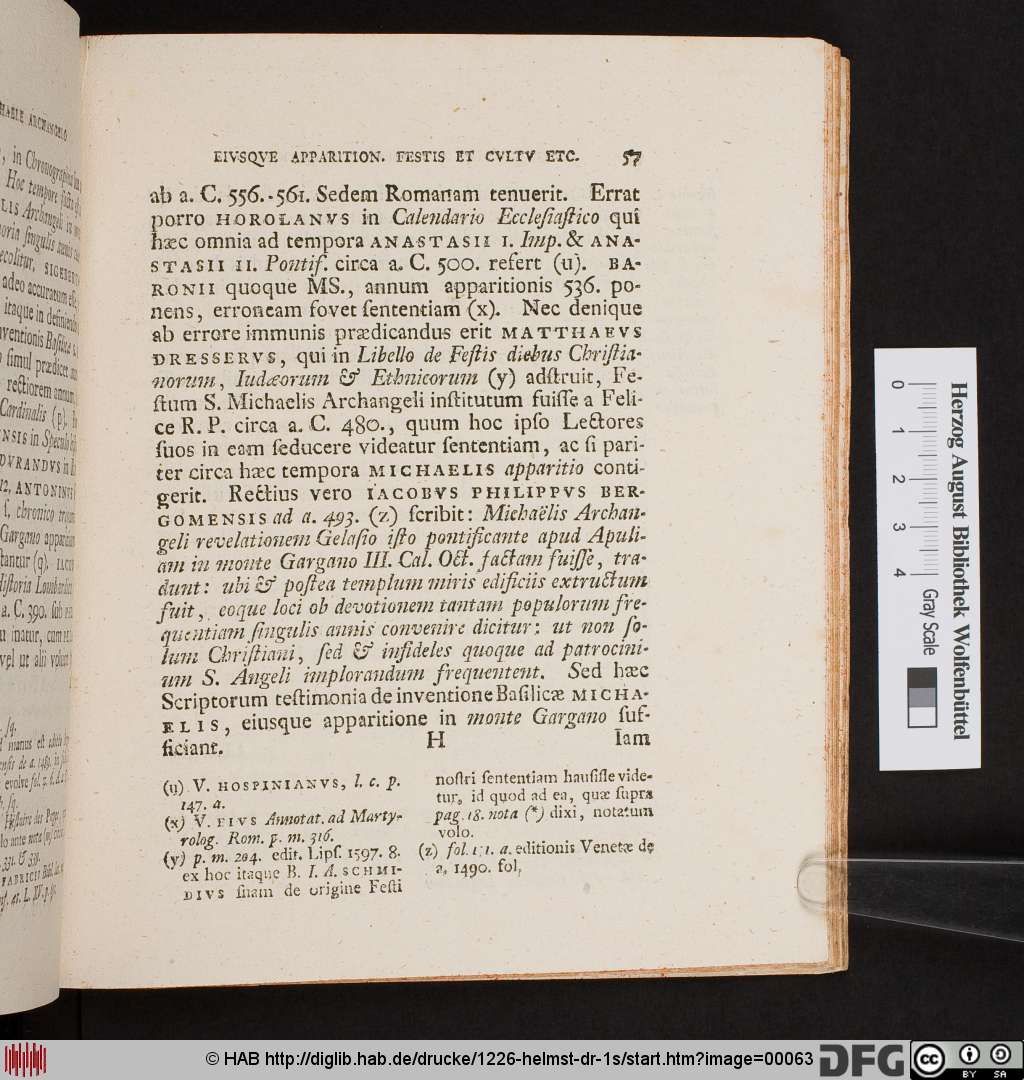 EIVSQVE APPARITION. FESTIS ET CVLTV ETC. 57
ab a. C. 556.-561. Sedem Romanam tenuerit. Errat
porro HOROLANVS in Calendario Ecclesiastico qui
hæc omnia ad tempora ANASTASII I. Imp. & ANA-
STASII II. Pontif. circa a. C. 500. refert (u). BA-
RONII quoque MS., annum apparitionis 536. po-
nens, erroneam fovet sententiam (x). Nec denique
ab errore immunis prædicandus erit MATTHAEVS
DRESSERVS, qui in Libello de Festis diebus Christia-
norum, Iudæorum & Ethnicorum (y) adstruit, Fe-
stum S. Michaelis Archangeli institutum fuisse a Feli-
ce R. P. circa a. C. 480., quum hoc ipso Lectores
suos in eam seducere videatur sententiam, ac si pari-
ter circa hæc tempora MICHAELIS apparitio conti-
gerit. Rectius vero IACOBVS PHILIPPVS BER-
GOMENSIS ad a. 493. (z) scribit: Michaëlis Archan-
geli revelationem Gelasio isto pontificante apud Apuli-
am in monte Gargano III. Cal. Oct. factam fuisse, tra-
dunt: ubi & postea templum miris edificiis extructum
fuit, eoque loci ob devotionem tantam populorum fre-
quentiam singulis annis convenire dicitur: ut non so-
lum Christiani, sed & infideles quoque ad patrocini-
um S. Angeli implorandum frequentent. Sed hæc
Scriptorum testimonia de inventione Basilicæ MICHA-
ELIS, eiusque apparitione in monte Gargano suf-
ficiant. H Iam
(u) V. HOSPINIANVS, l. c. p.
147. a.
(x) V. EIVS Annotat. ad Marty-
rolog. Rom. p. m. 316.
(y) p. m. 204. edit. Lips. 1597. 8.
ex hoc itaque B. I. A. SCHMI-
DIVS suam de origine Festi
nostri sententiam hausisse vide-
tur, id quod ad ea, quæ supra
pag. 18. nota (*) dixi, notatum
volo.
(z) fol. 171. a. editionis Venetæ de
a. 1490. fol.
Herzog August Bibliothek Wolfenbüttel
0 1 2 3 4 Gray Scale
© HAB http://diglib.hab.de/drucke/1226-helmst-dr-1s/start.htm?image=00063
DFG
cc BY SA